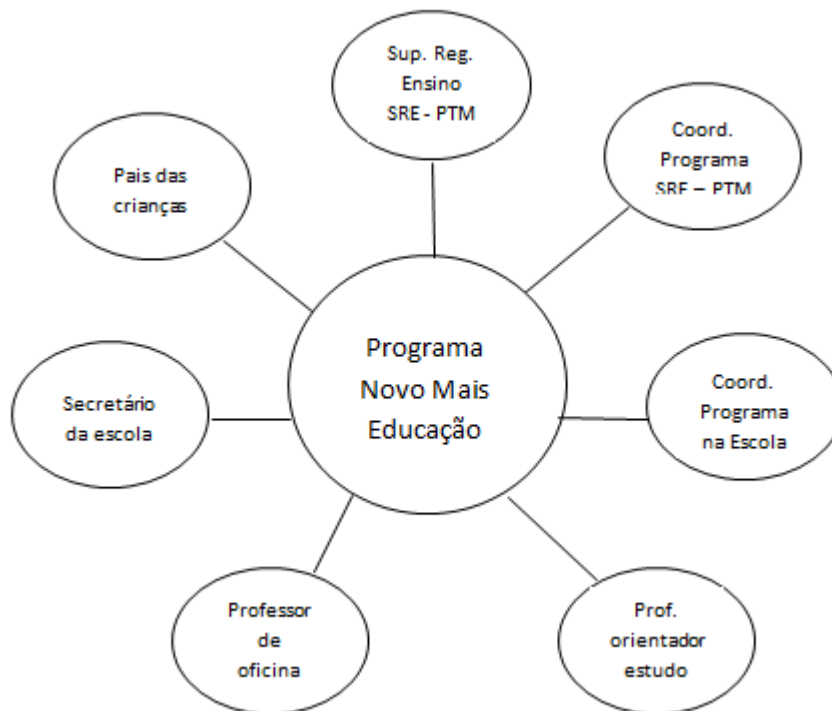 Sup. Reg.
Ensino
SRE - PTM
Coord.
Programa
SRE – PTM
Pais das
crianças
Programa
Novo Mais
Educação
Coord.
Programa
na Escola
Secretário
da escola
Professor
de
oficina
Prof.
orientador
estudo